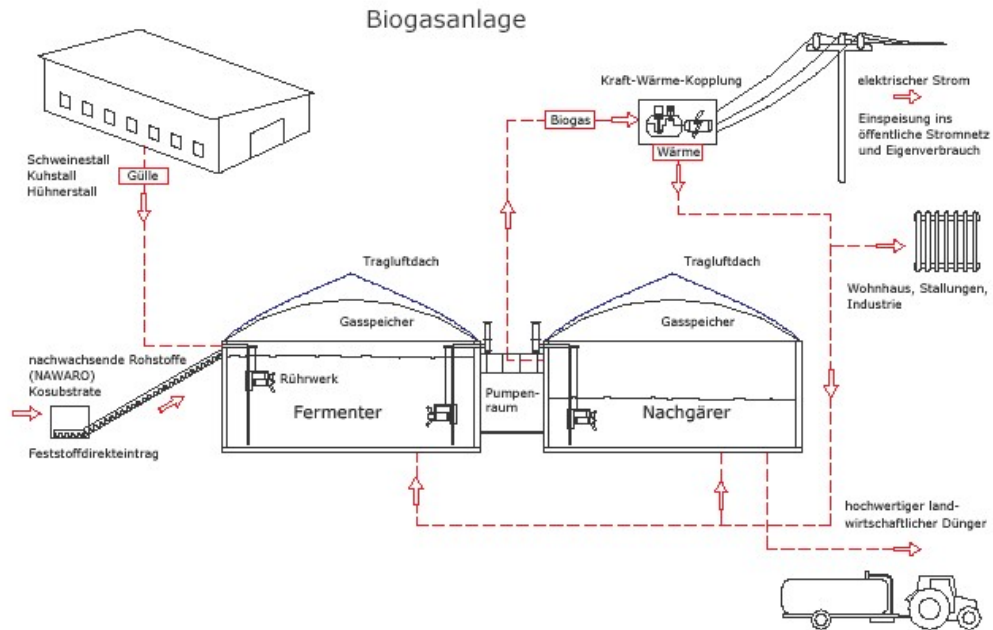 Biogasanlage
Kraft-Wärme-Kopplung
elektrischer Strom
Biogas
Einspeisung ins
öffentliche Stromnetz
und Eigenverbrauch
Wärme
Schweinestall
Kuhstall
Hühnerstall
Gülle
Tragluftdach
Tragluftdach
Wohnhaus, Stallungen,
Industrie
Gasspeicher
Gasspeicher
nachwachsende Rohstoffe
(NAWARO)
Kosubstrate
Rührwerk
Fermenter
Pumpen-
raum
Nachgärer
Feststoffdirekteintrag
hochwertiger land-
wirtschaftlicher Dünger